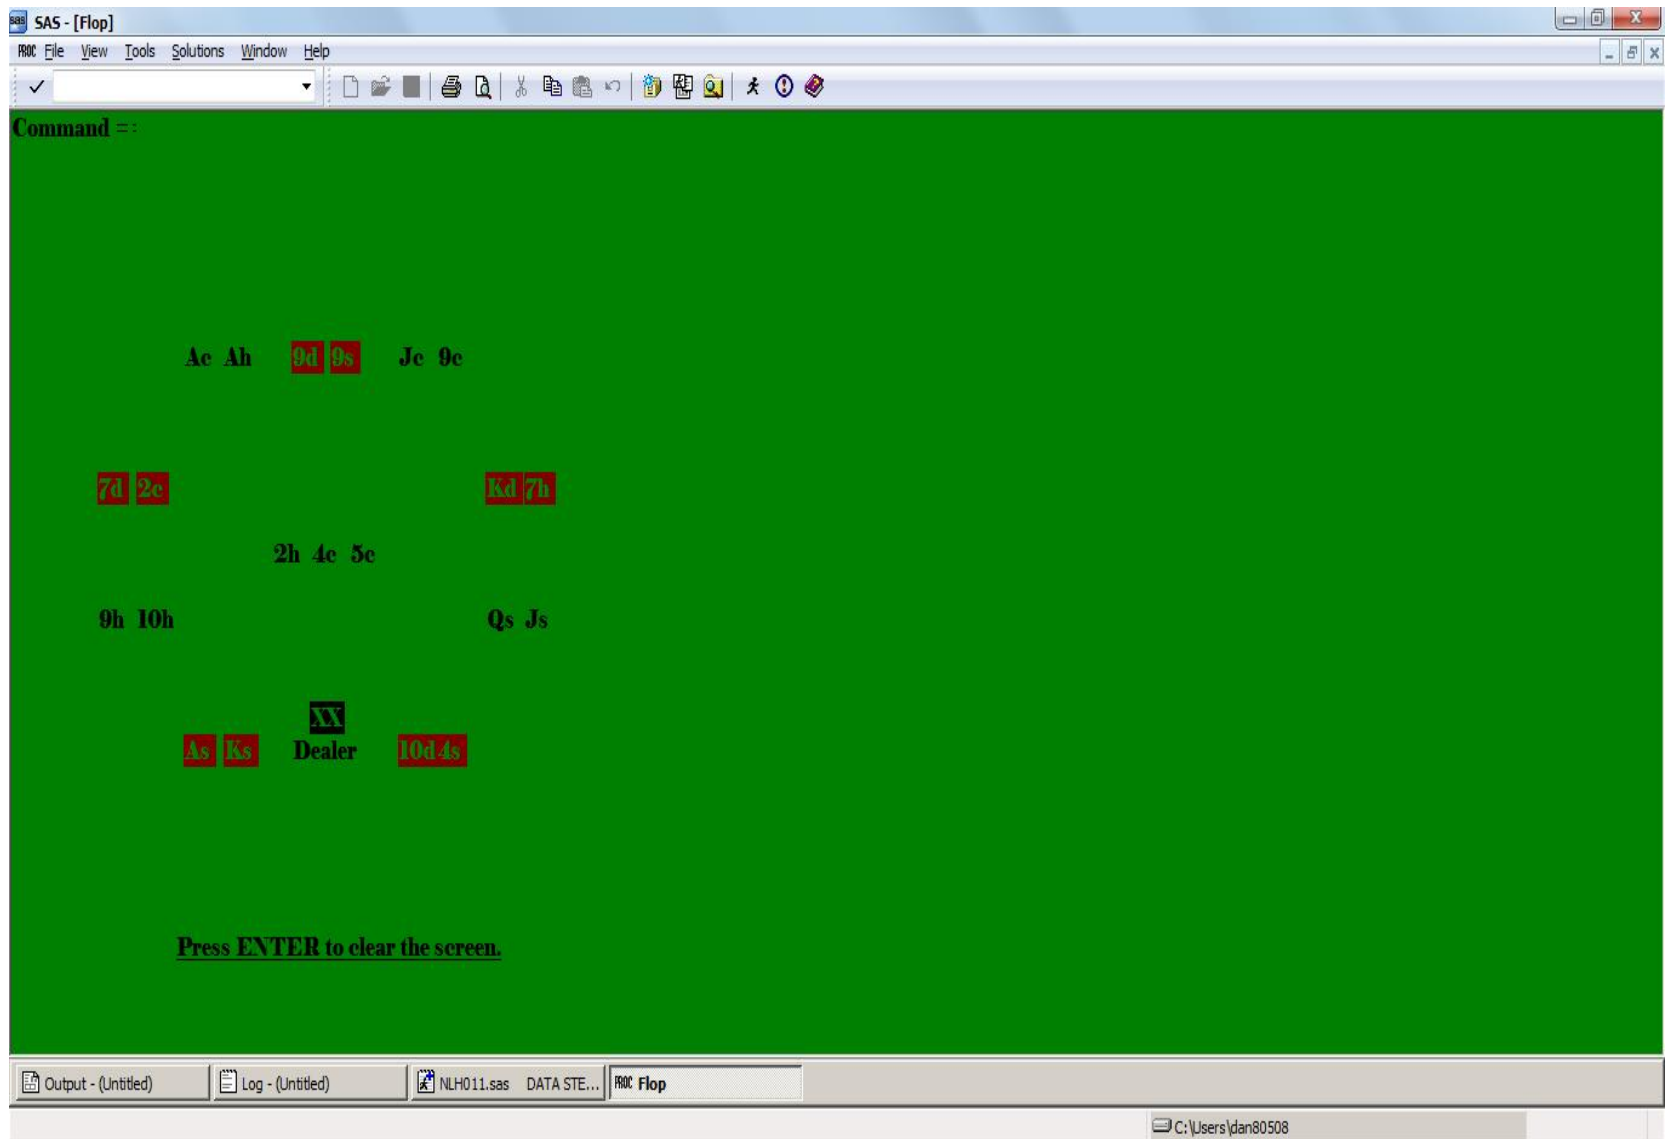 SAS - [Flop]
PROC File View Tools Solutions Window Help
Command =:
Ac Ah 9d 9s Jc 9c
7d 2c Kd 7h
2h 4c 5c
9h 10h Qs Js
XX
As Ks Dealer 10d 4s
Press ENTER to clear the screen.
Output - (Untitled) Log - (Untitled) NLH011.sas DATA STE... PROC Flop
C:\Users\dan80508